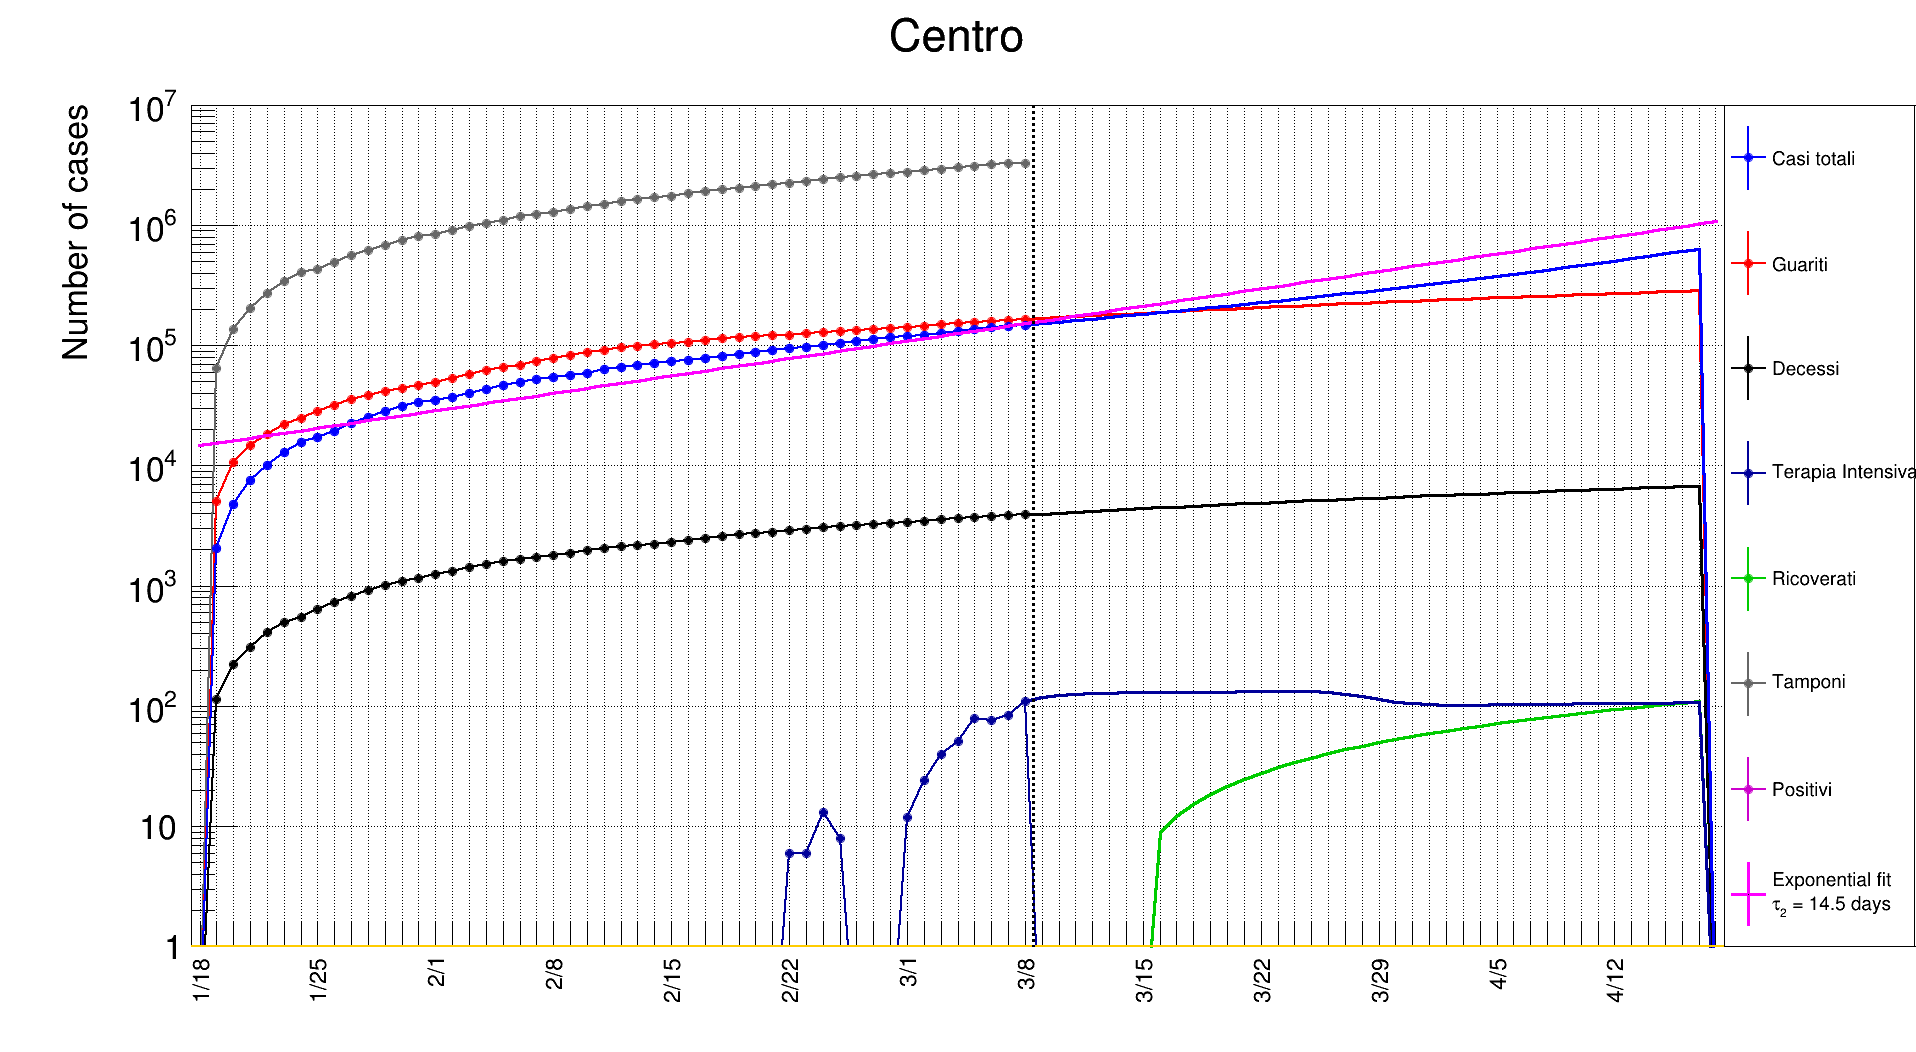 Centro
Number of cases
10^7
10^6
10^5
10^4
10^3
10^2
10
1
1/18 1/25 2/1 2/8 2/15 2/22 3/1 3/8 3/15 3/22 3/29 4/5 4/12
Casi totali
Guariti
Decessi
Terapia Intensiva
Ricoverati
Tamponi
Positivi
Exponential fit
τ₂ = 14.5 days